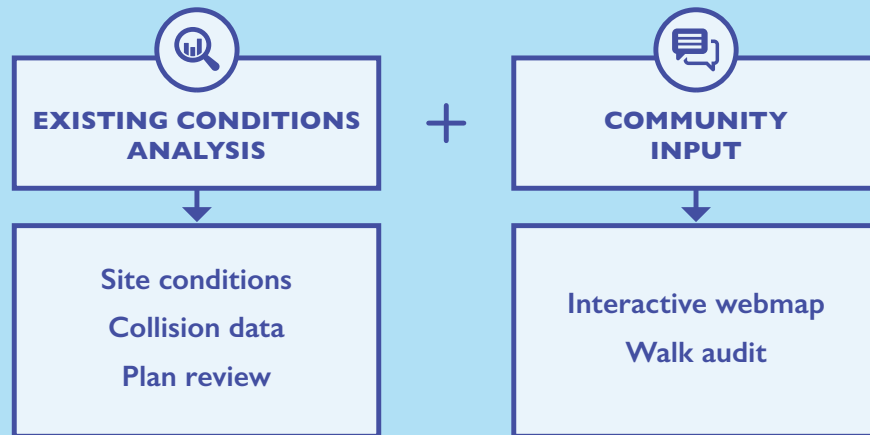 EXISTING CONDITIONS
ANALYSIS
+
COMMUNITY
INPUT
Site conditions
Collision data
Plan review
Interactive webmap
Walk audit